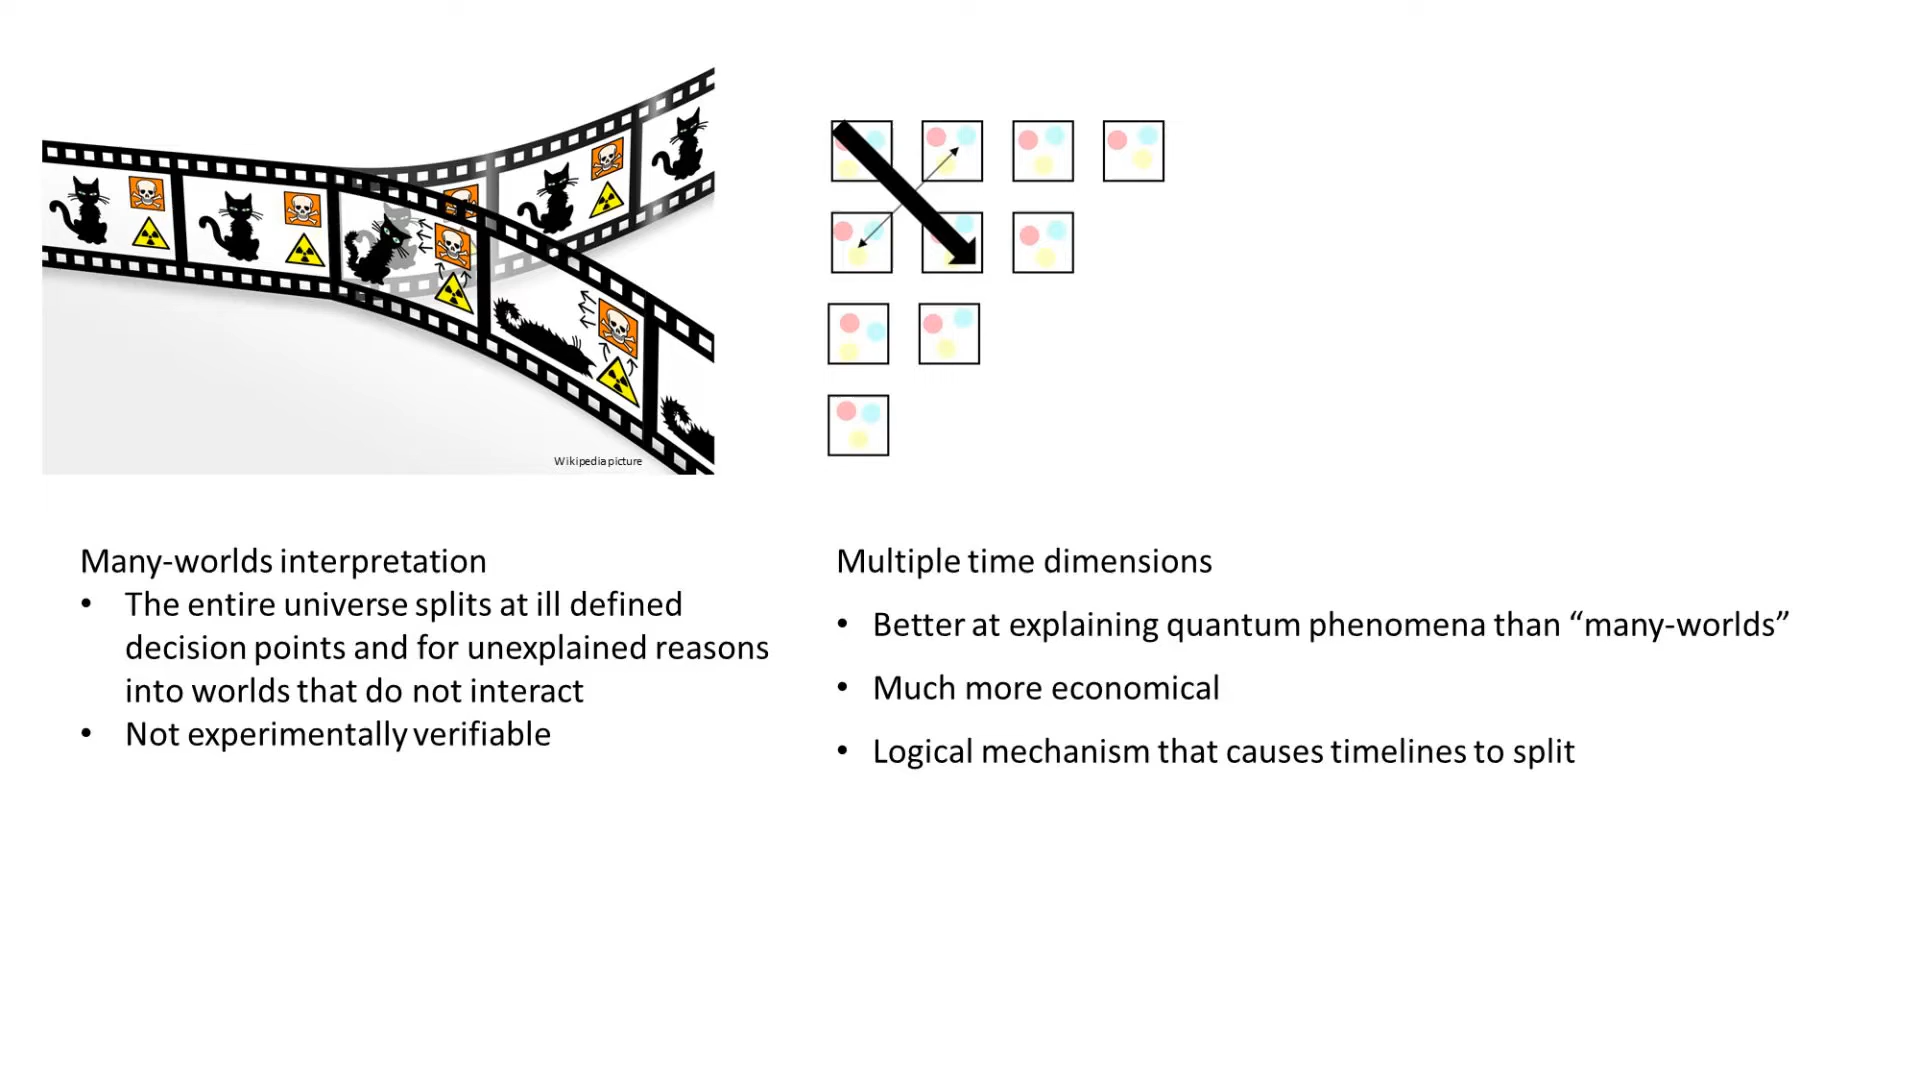 Wikipedia picture
Many-worlds interpretation
• The entire universe splits at ill defined
decision points and for unexplained reasons
into worlds that do not interact
• Not experimentally verifiable
Multiple time dimensions
• Better at explaining quantum phenomena than “many-worlds”
• Much more economical
• Logical mechanism that causes timelines to split